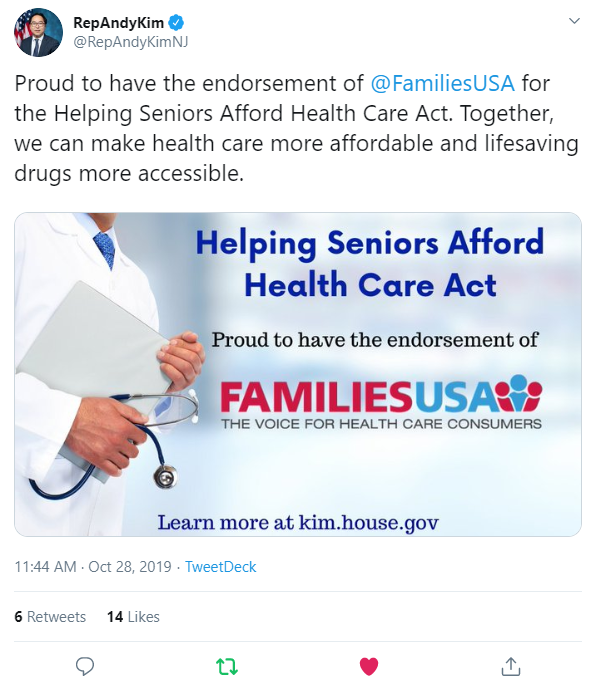 RepAndyKim
@RepAndyKimNJ
Proud to have the endorsement of @FamiliesUSA for
the Helping Seniors Afford Health Care Act. Together,
we can make health care more affordable and lifesaving
drugs more accessible.
Helping Seniors Afford
Health Care Act
Proud to have the endorsement of
FAMILIESUSA
THE VOICE FOR HEALTH CARE CONSUMERS
Learn more at kim.house.gov
11:44 AM · Oct 28, 2019 · TweetDeck
6 Retweets 14 Likes